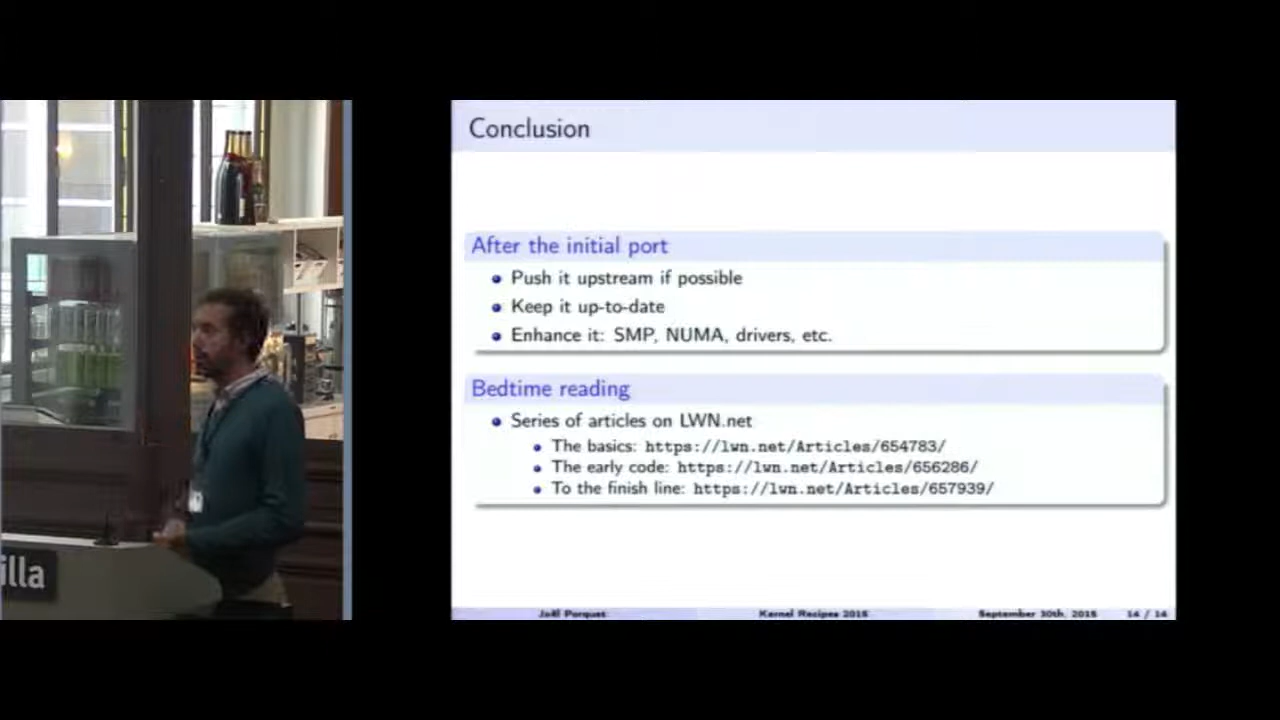 illa
Conclusion
After the initial port
Push it upstream if possible
Keep it up-to-date
Enhance it: SMP, NUMA, drivers, etc.
Bedtime reading
Series of articles on LWN.net
The basics: https://lwn.net/Articles/654783/
The early code: https://lwn.net/Articles/656286/
To the finish line: https://lwn.net/Articles/657939/
Joël Porquet Kernel Recipes 2015 September 30th, 2015 14 / 14